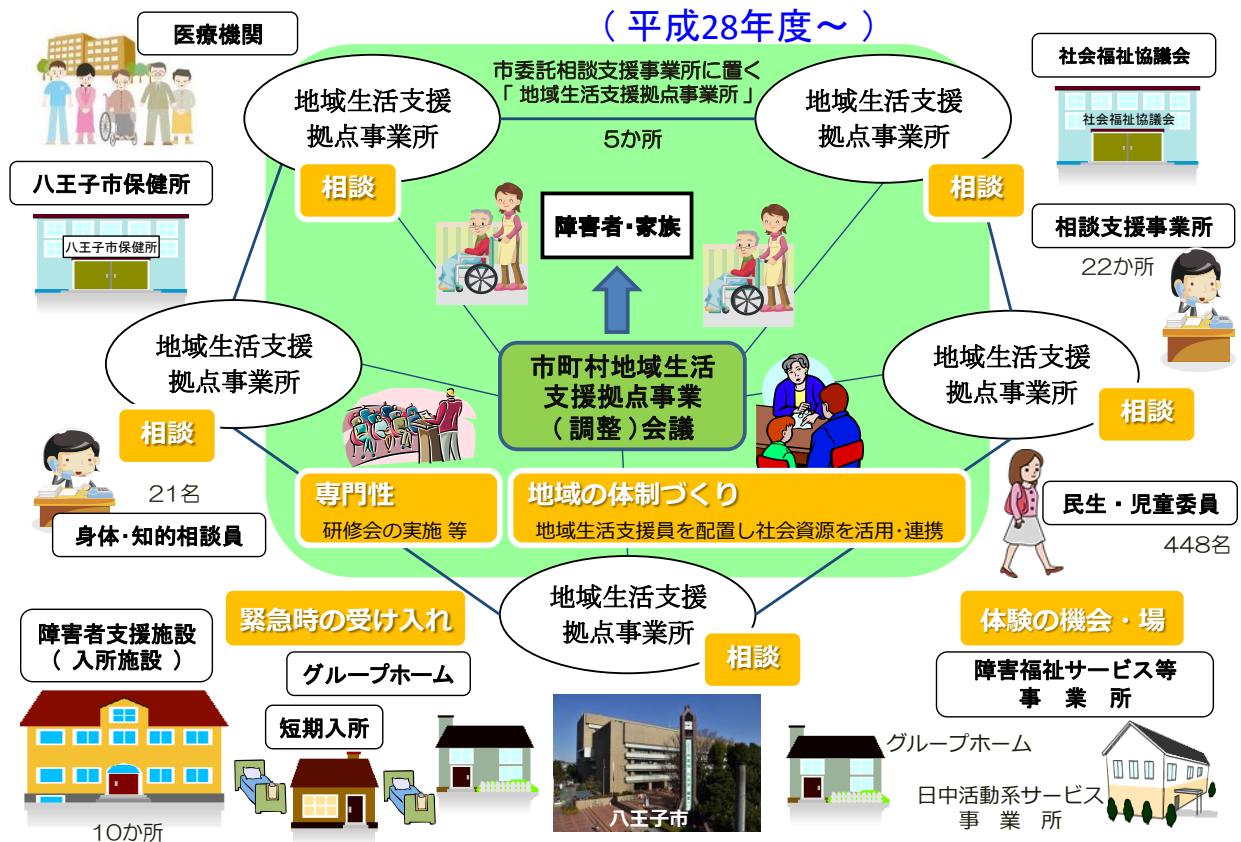 （ 平成28年度～ ）
医療機関
市委託相談支援事業所に置く
「 地域生活支援拠点事業所 」
5か所
地域生活支援
拠点事業所
相談
地域生活支援
拠点事業所
相談
社会福祉協議会
社会福祉協議会
八王子市保健所
八王子市保健所
障害者・家族
相談支援事業所
22か所
地域生活支援
拠点事業所
相談
市町村地域生活
支援拠点事業
（ 調整 ）会議
地域生活支援
拠点事業所
相談
21名
身体・知的相談員
専門性
研修会の実施 等
地域の体制づくり
地域生活支援員を配置し社会資源を活用・連携
民生・児童委員
448名
地域生活支援
拠点事業所
相談
緊急時の受け入れ
体験の機会・場
障害者支援施設
（ 入所施設 ）
10か所
グループホーム
短期入所
八王子市
障害福祉サービス等
事 業 所
グループホーム
日中活動系サービス
事 業 所